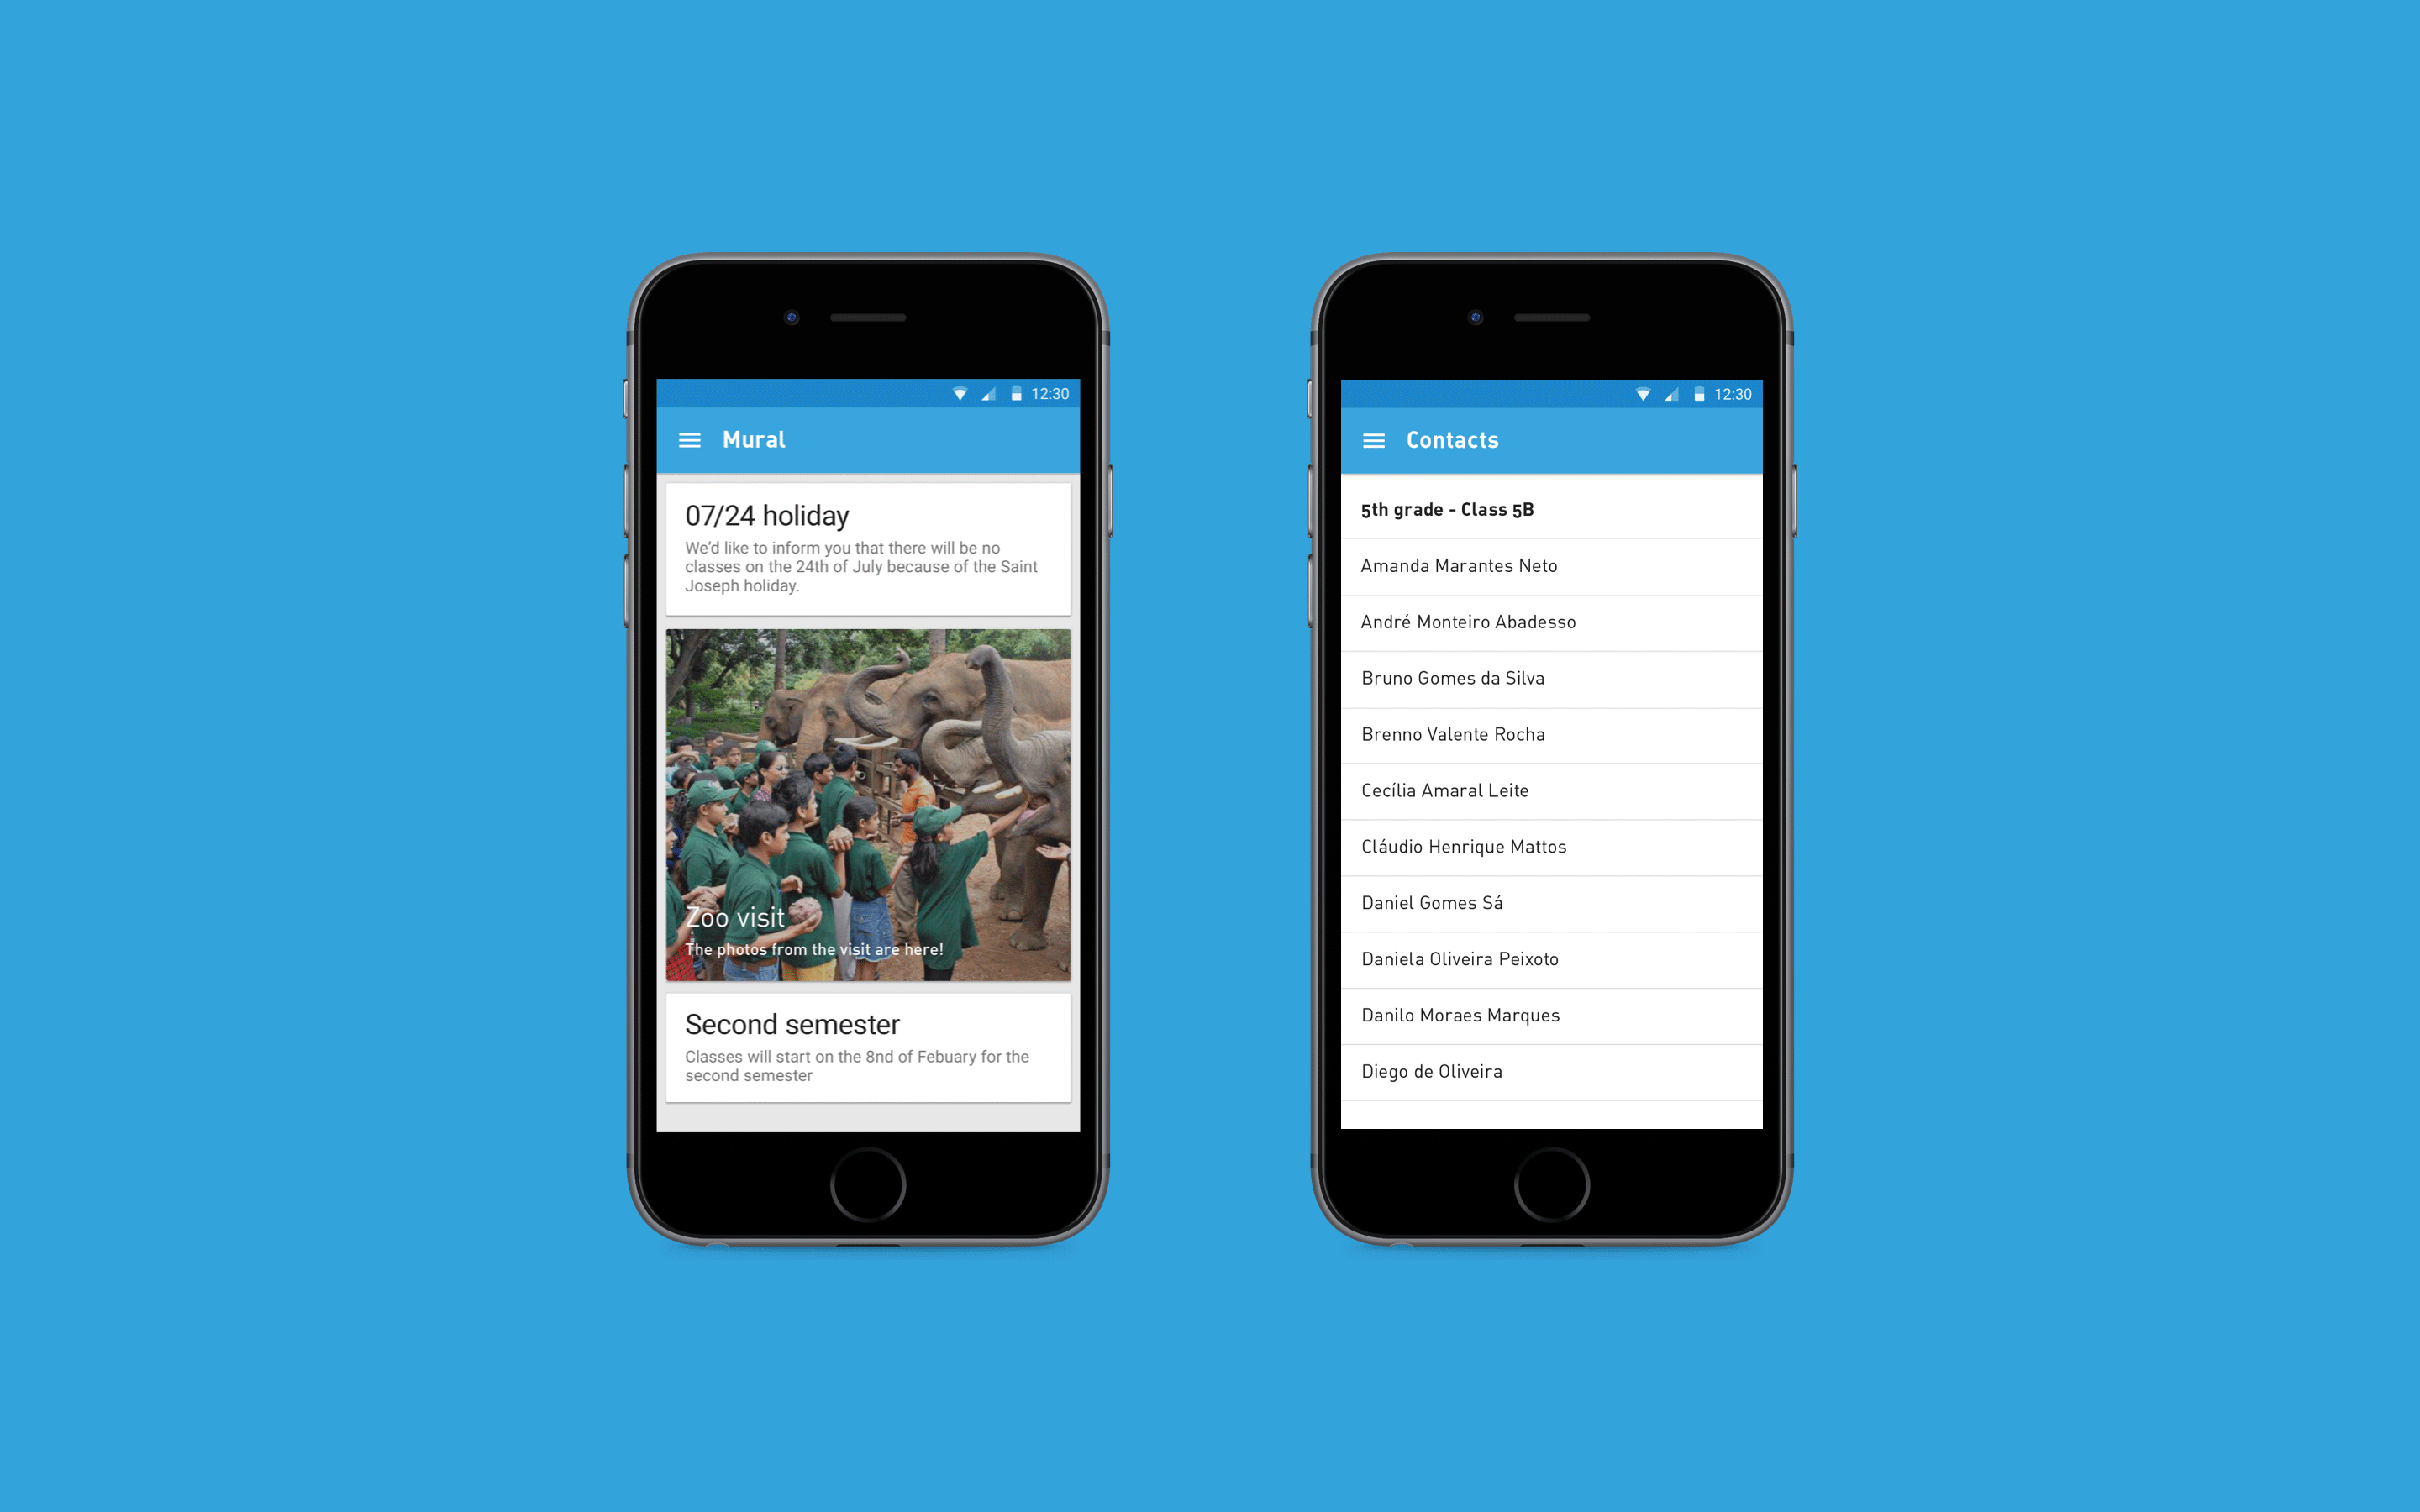 12:30
Mural
07/24 holiday
We'd like to inform you that there will be no
classes on the 24th of July because of the Saint
Joseph holiday.
Zoo visit
The photos from the visit are here!
Second semester
Classes will start on the 8nd of Febuary for the
second semester
12:30
Contacts
5th grade - Class 5B
Amanda Marantes Neto
André Monteiro Abadesso
Bruno Gomes da Silva
Brenno Valente Rocha
Cecília Amaral Leite
Cláudio Henrique Mattos
Daniel Gomes Sá
Daniela Oliveira Peixoto
Danilo Moraes Marques
Diego de Oliveira